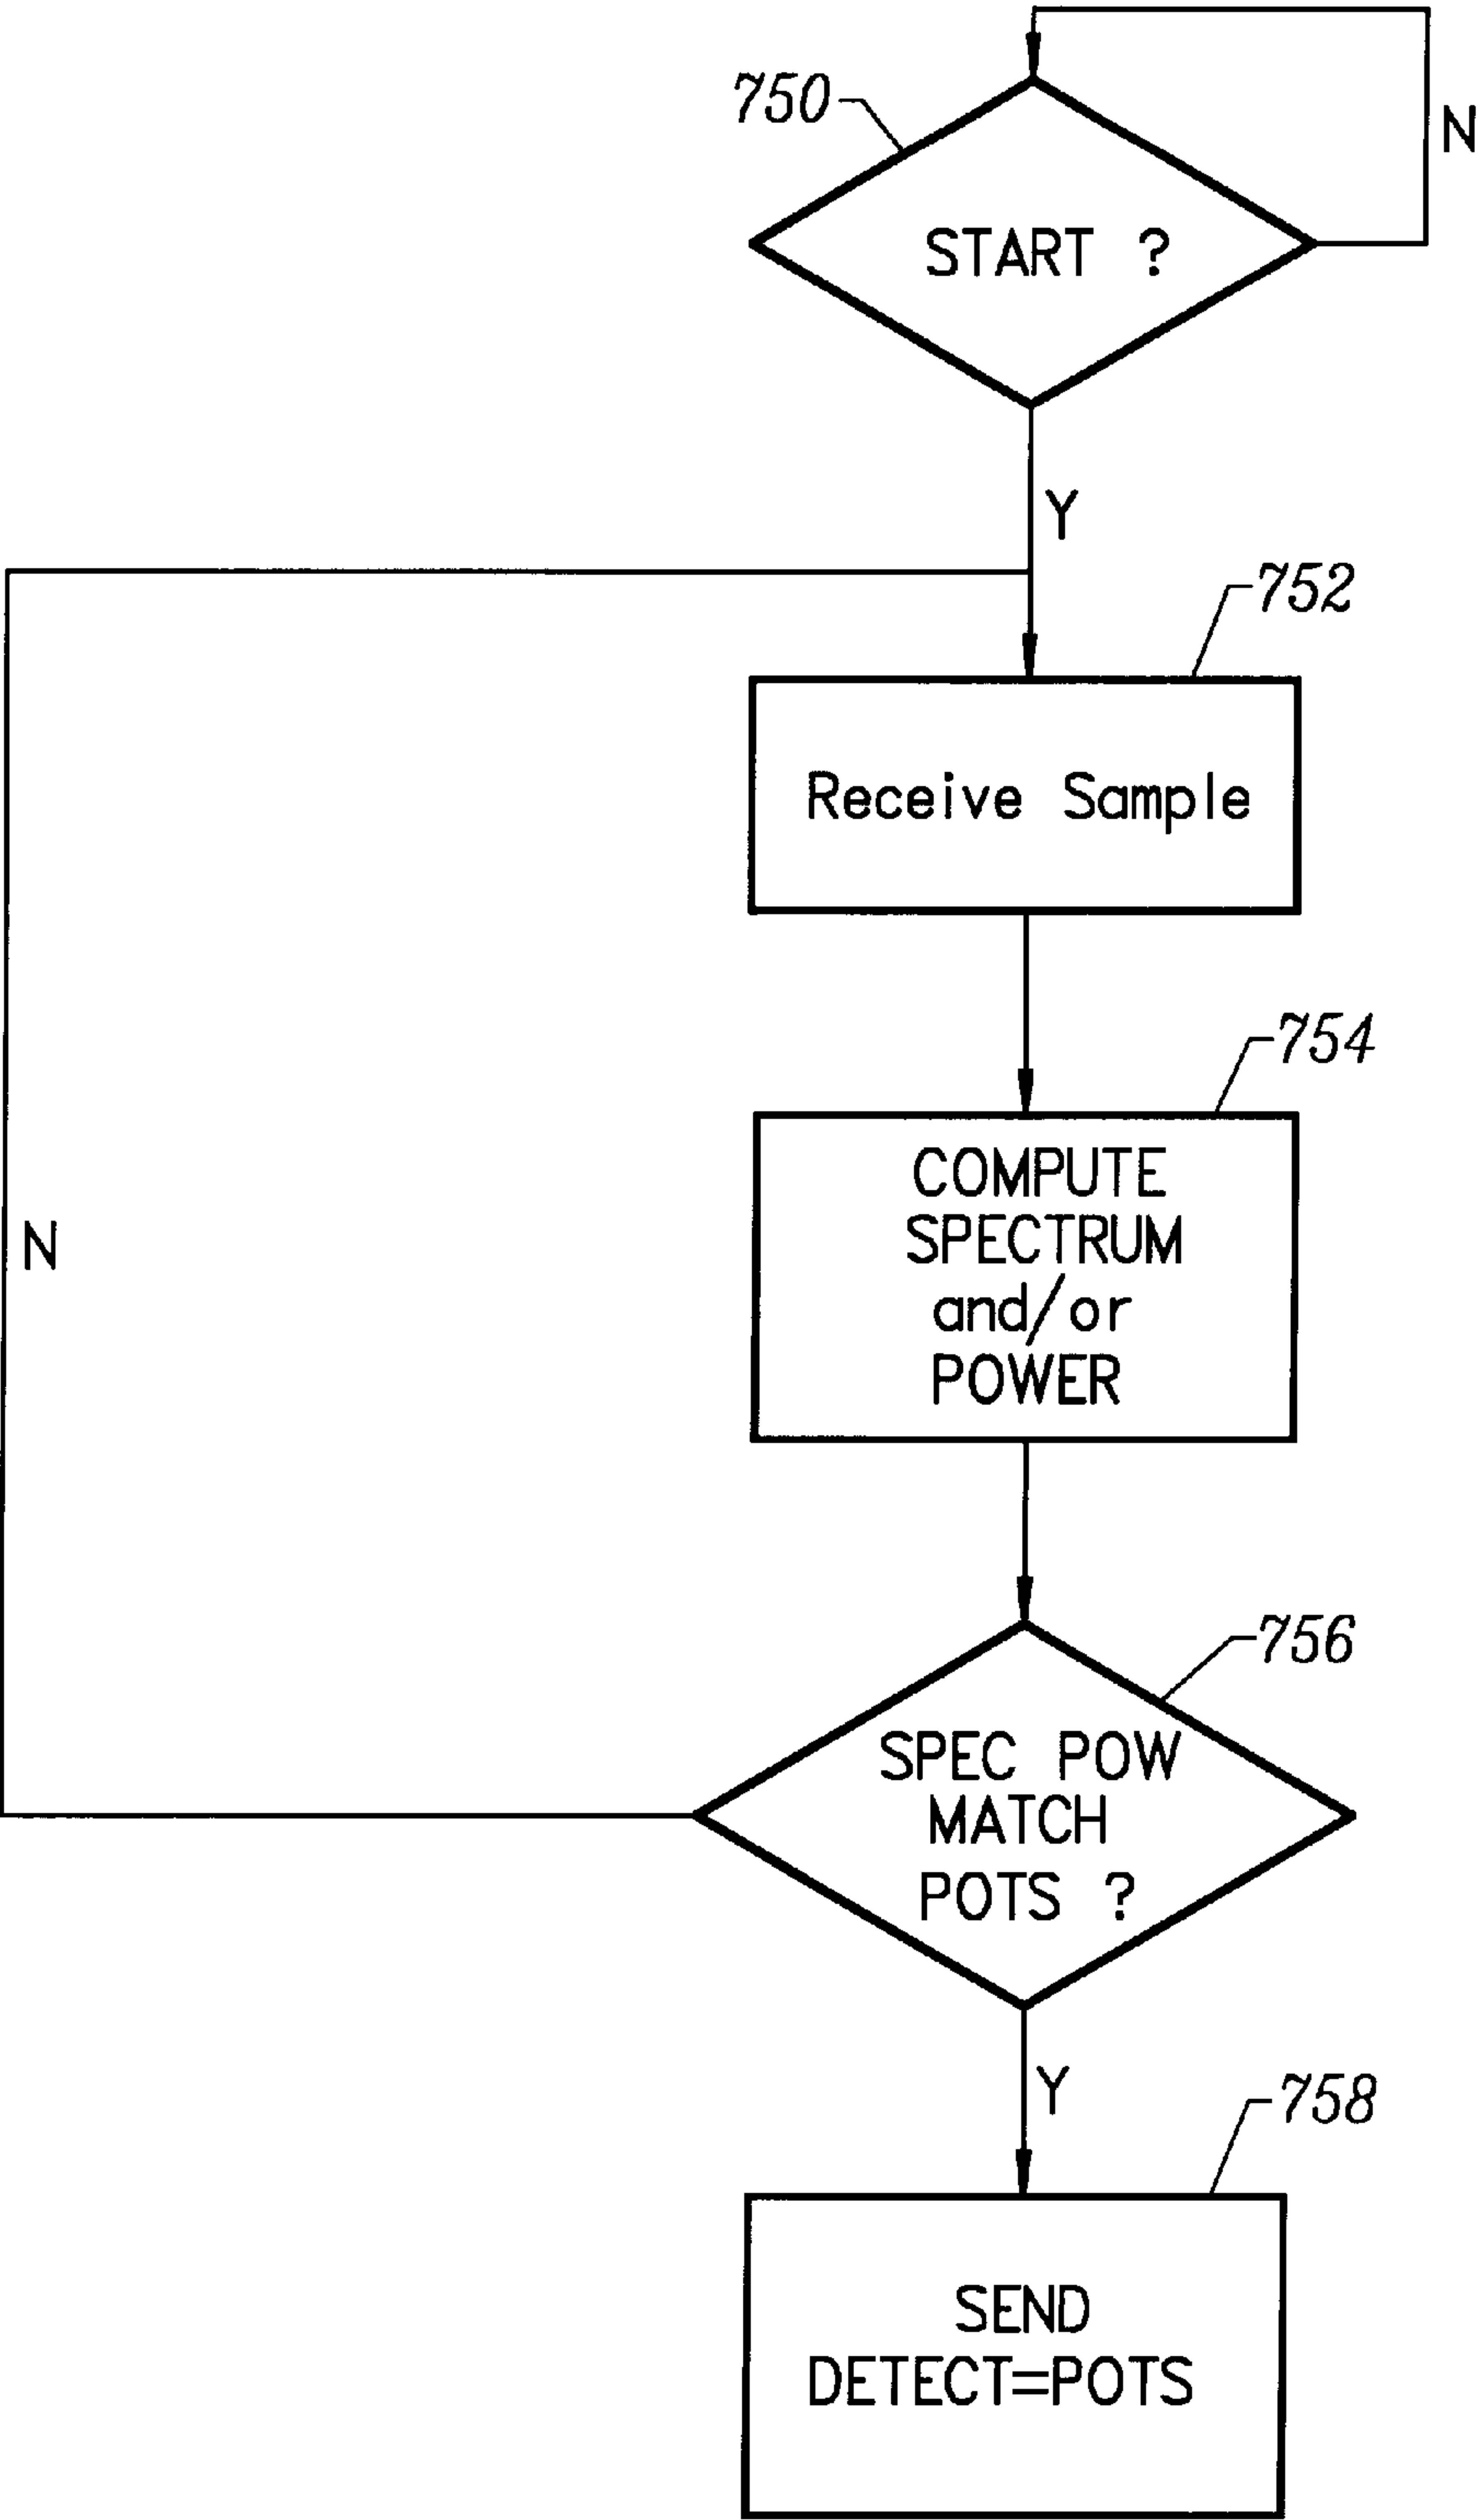 750
N
START ?
Y
752
Receive Sample
754
COMPUTE
SPECTRUM
and/or
POWER
N
756
SPEC POW
MATCH
POTS ?
Y
758
SEND
DETECT=POTS